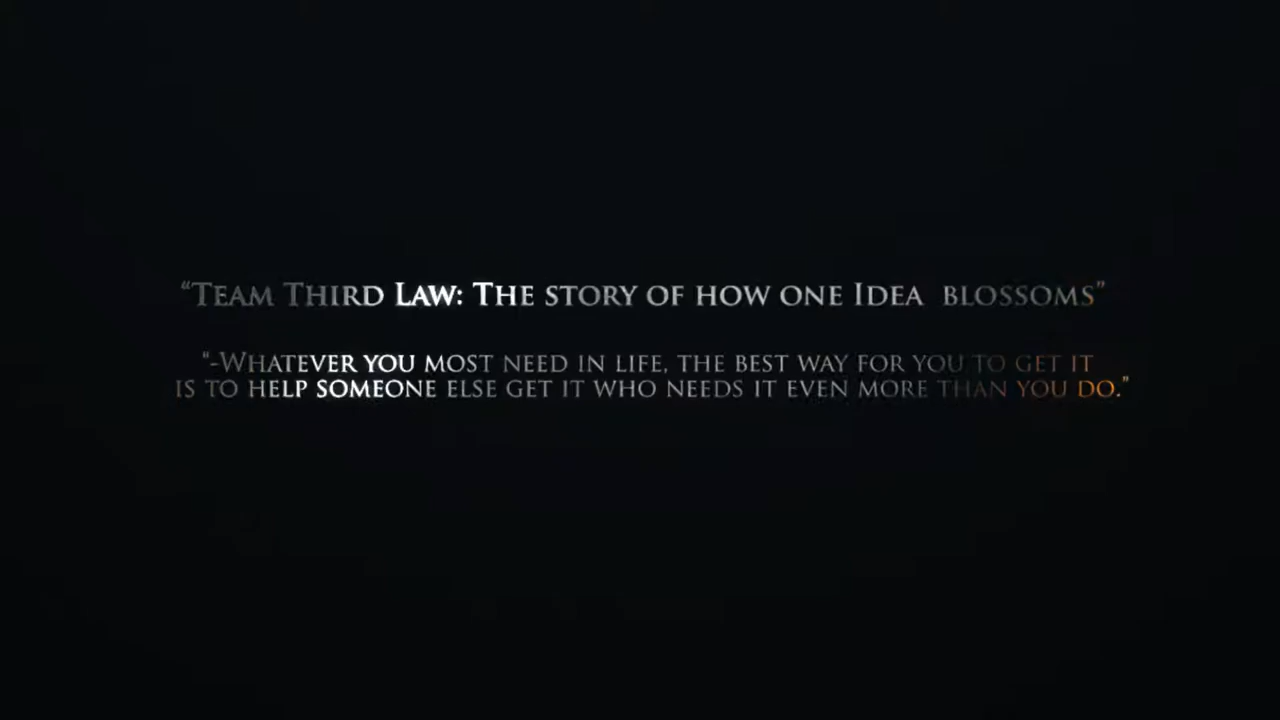 “Team Third Law: The story of how one Idea  blossoms”
"-Whatever you most need in life, the best way for you to get it
is to help someone else get it who needs it even more than you do."